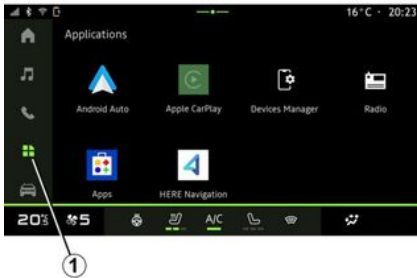 16°C · 20:23
Applications
Android Auto
Apple CarPlay
Devices Manager
Radio
Apps
HERE Navigation
20°5 5 A/C
1